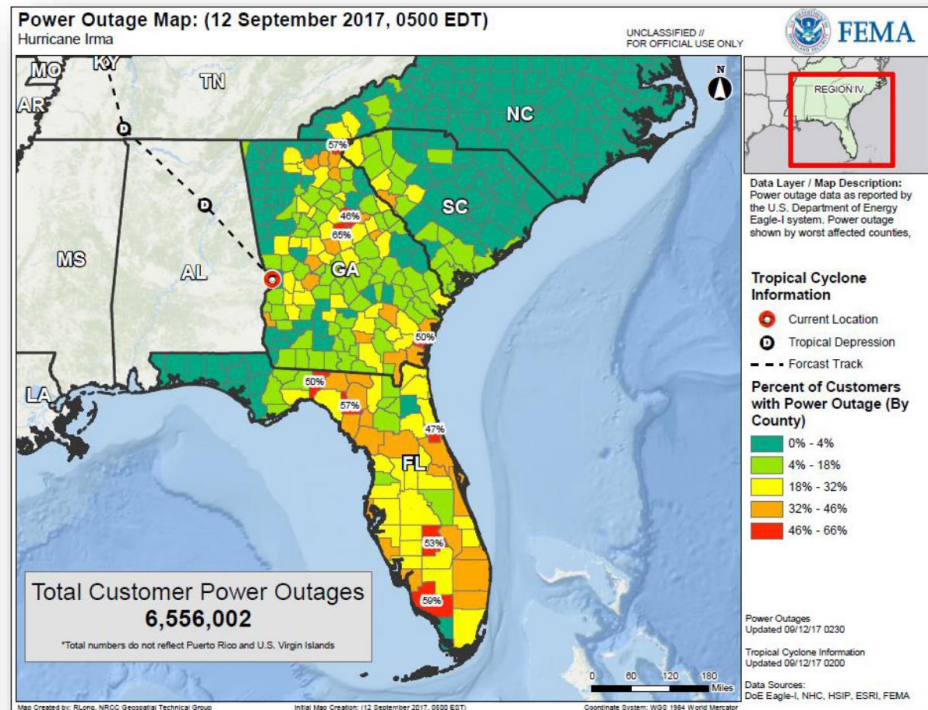 Power Outage Map: (12 September 2017, 0500 EDT)
Hurricane Irma
UNCLASSIFIED //
FOR OFFICIAL USE ONLY
FEMA
MO
KY
TN
AR
NC
SC
MS
AL
GA
LA
FL
D
D
N
57%
46%
65%
50%
50%
57%
47%
53%
59%
Total Customer Power Outages
6,556,002
*Total numbers do not reflect Puerto Rico and U.S. Virgin Islands
0 60 120 180
Miles
REGION IV
Data Layer / Map Description:
Power outage data as reported by
the U.S. Department of Energy
Eagle-I system. Power outage
shown by worst affected counties,
Tropical Cyclone
Information
Current Location
D Tropical Depression
Forcast Track
Percent of Customers
with Power Outage (By
County)
0% - 4%
4% - 18%
18% - 32%
32% - 46%
46% - 66%
Power Outages
Updated 09/12/17 0230
Tropical Cyclone Information
Updated 09/12/17 0200
Data Sources:
DoE Eagle-I, NHC, HSIP, ESRI, FEMA
Map Created by: RLong, NRCC Geospatial Technical Group
Initial Map Creation: (12 September 2017, 0500 EST)
Coordinate System: WGS 1984 World Mercator